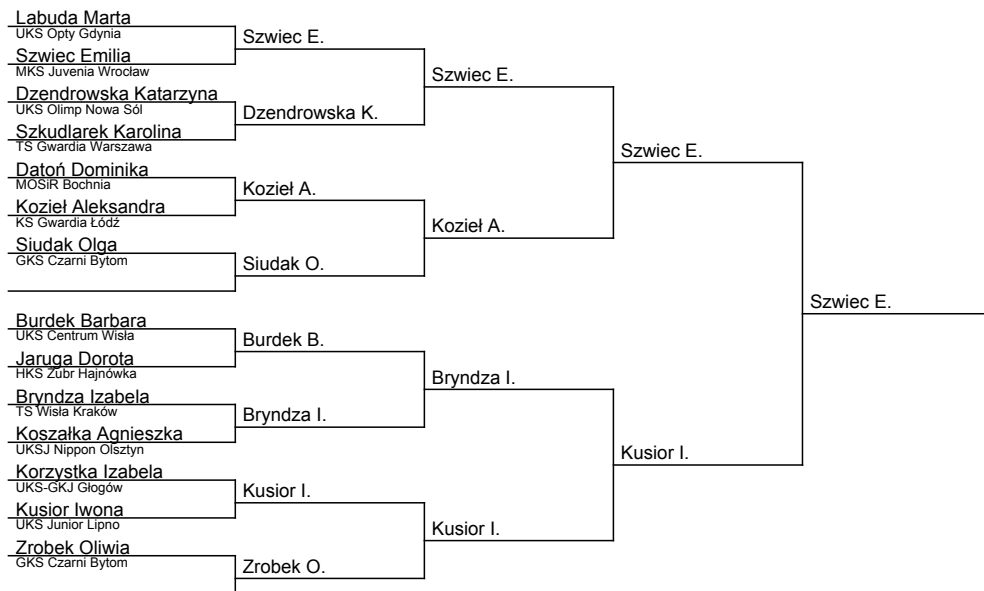 Labuda Marta
UKS Opty Gdynia
Szwiec Emilia
MKS Juvenia Wrocław
Dzendrowska Katarzyna
UKS Olimp Nowa Sól
Szkudlarek Karolina
TS Gwardia Warszawa
Datoń Dominika
MOSiR Bochnia
Kozieł Aleksandra
KS Gwardia Łódź
Siudak Olga
GKS Czarni Bytom
Burdek Barbara
UKS Centrum Wisła
Jaruga Dorota
HKS Żubr Hajnówka
Bryndza Izabela
TS Wisła Kraków
Koszałka Agnieszka
UKSJ Nippon Olsztyn
Korzystka Izabela
UKS-GKJ Głogów
Kusior Iwona
UKS Junior Lipno
Zrobek Oliwia
GKS Czarni Bytom
Szwiec E.
Dzendrowska K.
Kozieł A.
Siudak O.
Burdek B.
Bryndza I.
Kusior I.
Zrobek O.
Szwiec E.
Kozieł A.
Bryndza I.
Kusior I.
Szwiec E.
Kusior I.
Szwiec E.